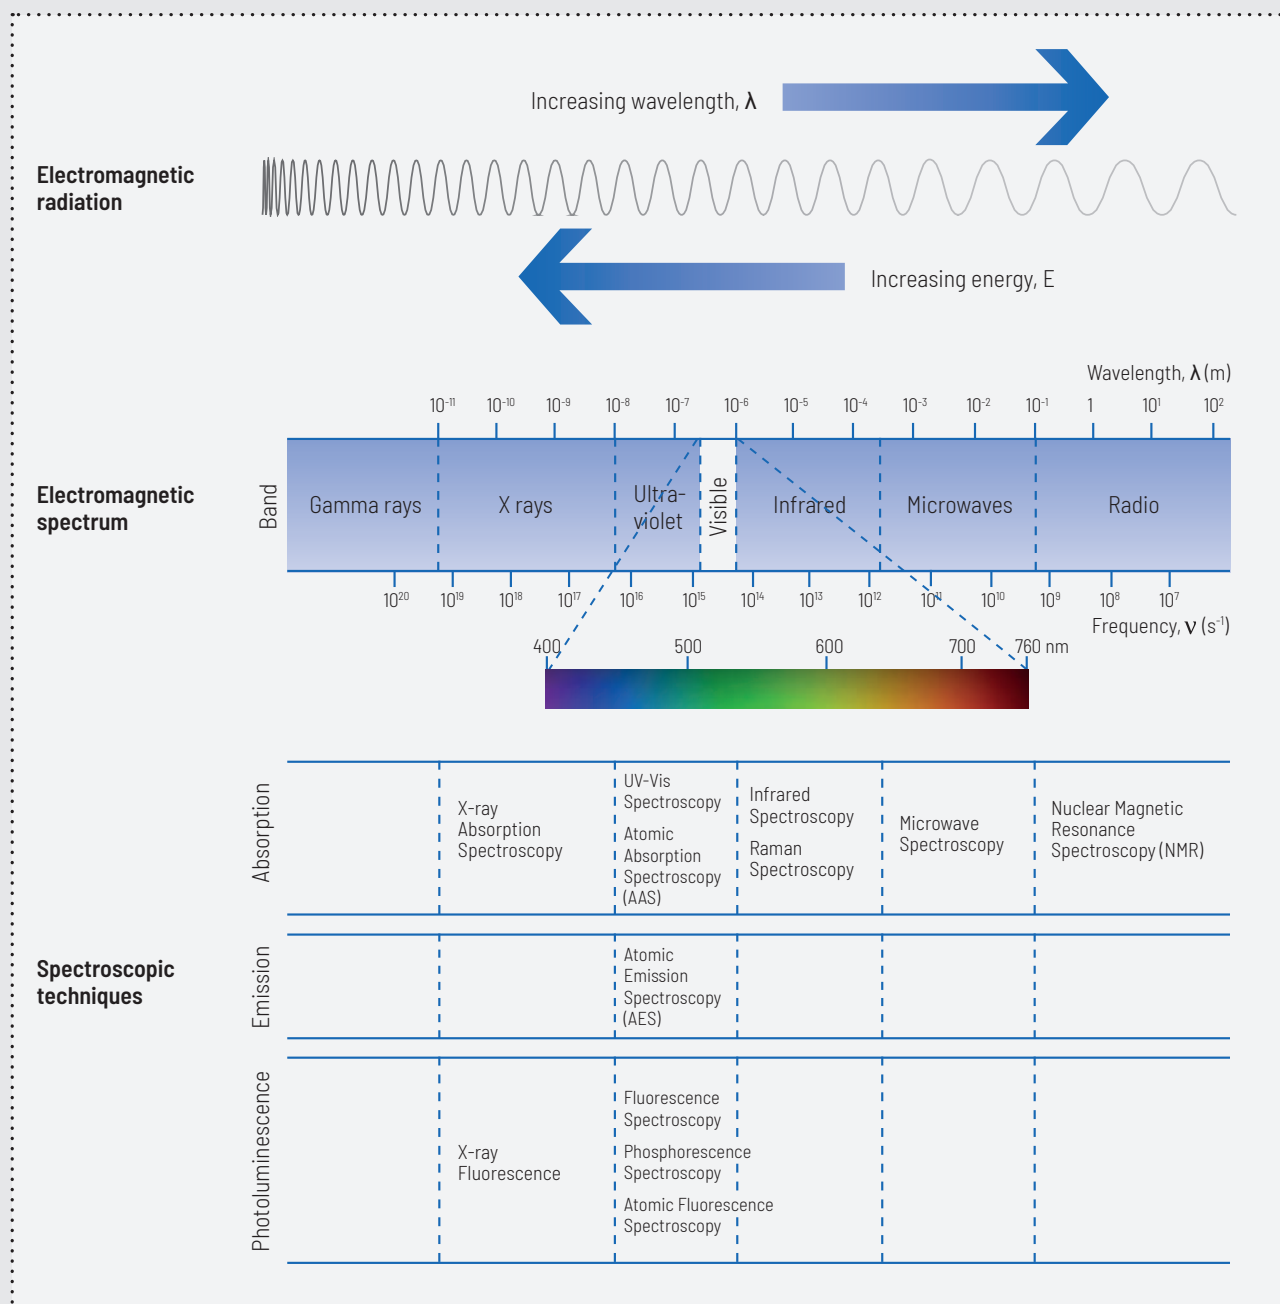 Increasing wavelength, λ
Electromagnetic
radiation
Increasing energy, E
Wavelength, λ (m)
10⁻¹¹ 10⁻¹⁰ 10⁻⁹ 10⁻⁸ 10⁻⁷ 10⁻⁶ 10⁻⁵ 10⁻⁴ 10⁻³ 10⁻² 10⁻¹ 1 10¹ 10²
Electromagnetic
spectrum
Band
Gamma rays
X rays
Ultra-
violet
Visible
Infrared
Microwaves
Radio
10²⁰ 10¹⁹ 10¹⁸ 10¹⁷ 10¹⁶ 10¹⁵ 10¹⁴ 10¹³ 10¹² 10¹¹ 10¹⁰ 10⁹ 10⁸ 10⁷
Frequency, ν (s⁻¹)
400 500 600 700 760 nm
Spectroscopic
techniques
Absorption
X-ray
Absorption
Spectroscopy
UV-Vis
Spectroscopy
Atomic
Absorption
Spectroscopy
(AAS)
Infrared
Spectroscopy
Raman
Spectroscopy
Microwave
Spectroscopy
Nuclear Magnetic
Resonance
Spectroscopy (NMR)
Emission
Atomic
Emission
Spectroscopy
(AES)
Photoluminescence
X-ray
Fluorescence
Fluorescence
Spectroscopy
Phosphorescence
Spectroscopy
Atomic Fluorescence
Spectroscopy